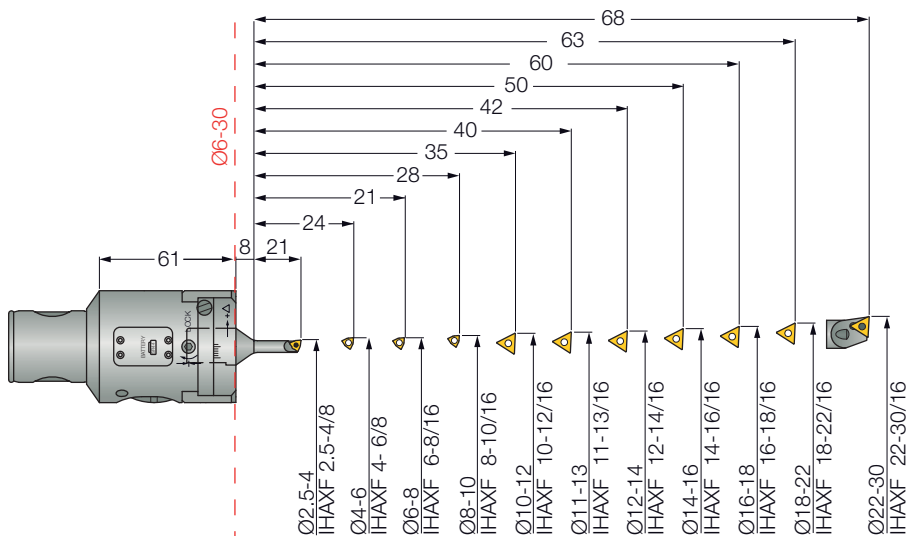 68
63
60
50
42
40
35
28
21
24
8
21
61
Ø6-30
LOCK
BATTERY
+
Ø2.5-4
IHAXF 2.5-4/8
Ø4-6
IHAXF 4- 6/8
Ø6-8
IHAXF 6-8/16
Ø8-10
IHAXF 8-10/16
Ø10-12
IHAXF 10-12/16
Ø11-13
IHAXF 11-13/16
Ø12-14
IHAXF 12-14/16
Ø14-16
IHAXF 14-16/16
Ø16-18
IHAXF 16-18/16
Ø18-22
IHAXF 18-22/16
Ø22-30
IHAXF 22-30/16